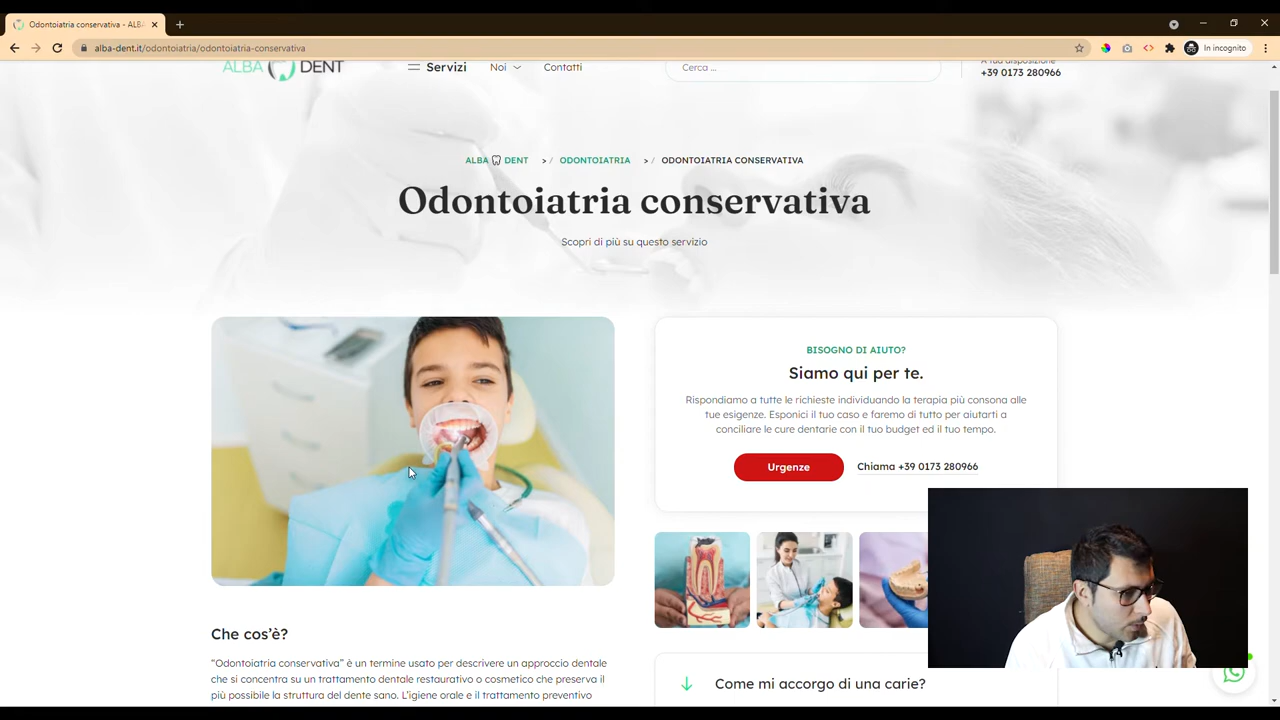 Odontoiatria conservativa - ALBA
alba-dent.it/odontoiatria/odontoiatria-conservativa
In incognito
ALBA DENT
Servizi
Noi
Contatti
Cerca ...
A tua disposizione
+39 0173 280966
ALBA DENT > / ODONTOIATRIA > / ODONTOIATRIA CONSERVATIVA
Odontoiatria conservativa
Scopri di più su questo servizio
BISOGNO DI AIUTO?
Siamo qui per te.
Rispondiamo a tutte le richieste individuando la terapia più consona alle
tue esigenze. Esponici il tuo caso e faremo di tutto per aiutarti a
conciliare le cure dentarie con il tuo budget ed il tuo tempo.
Urgenze
Chiama +39 0173 280966
Che cos’è?
“Odontoiatria conservativa” è un termine usato per descrivere un approccio dentale
che si concentra su un trattamento dentale restaurativo o cosmetico che preserva il
più possibile la struttura del dente sano. L’igiene orale e il trattamento preventivo
Come mi accorgo di una carie?